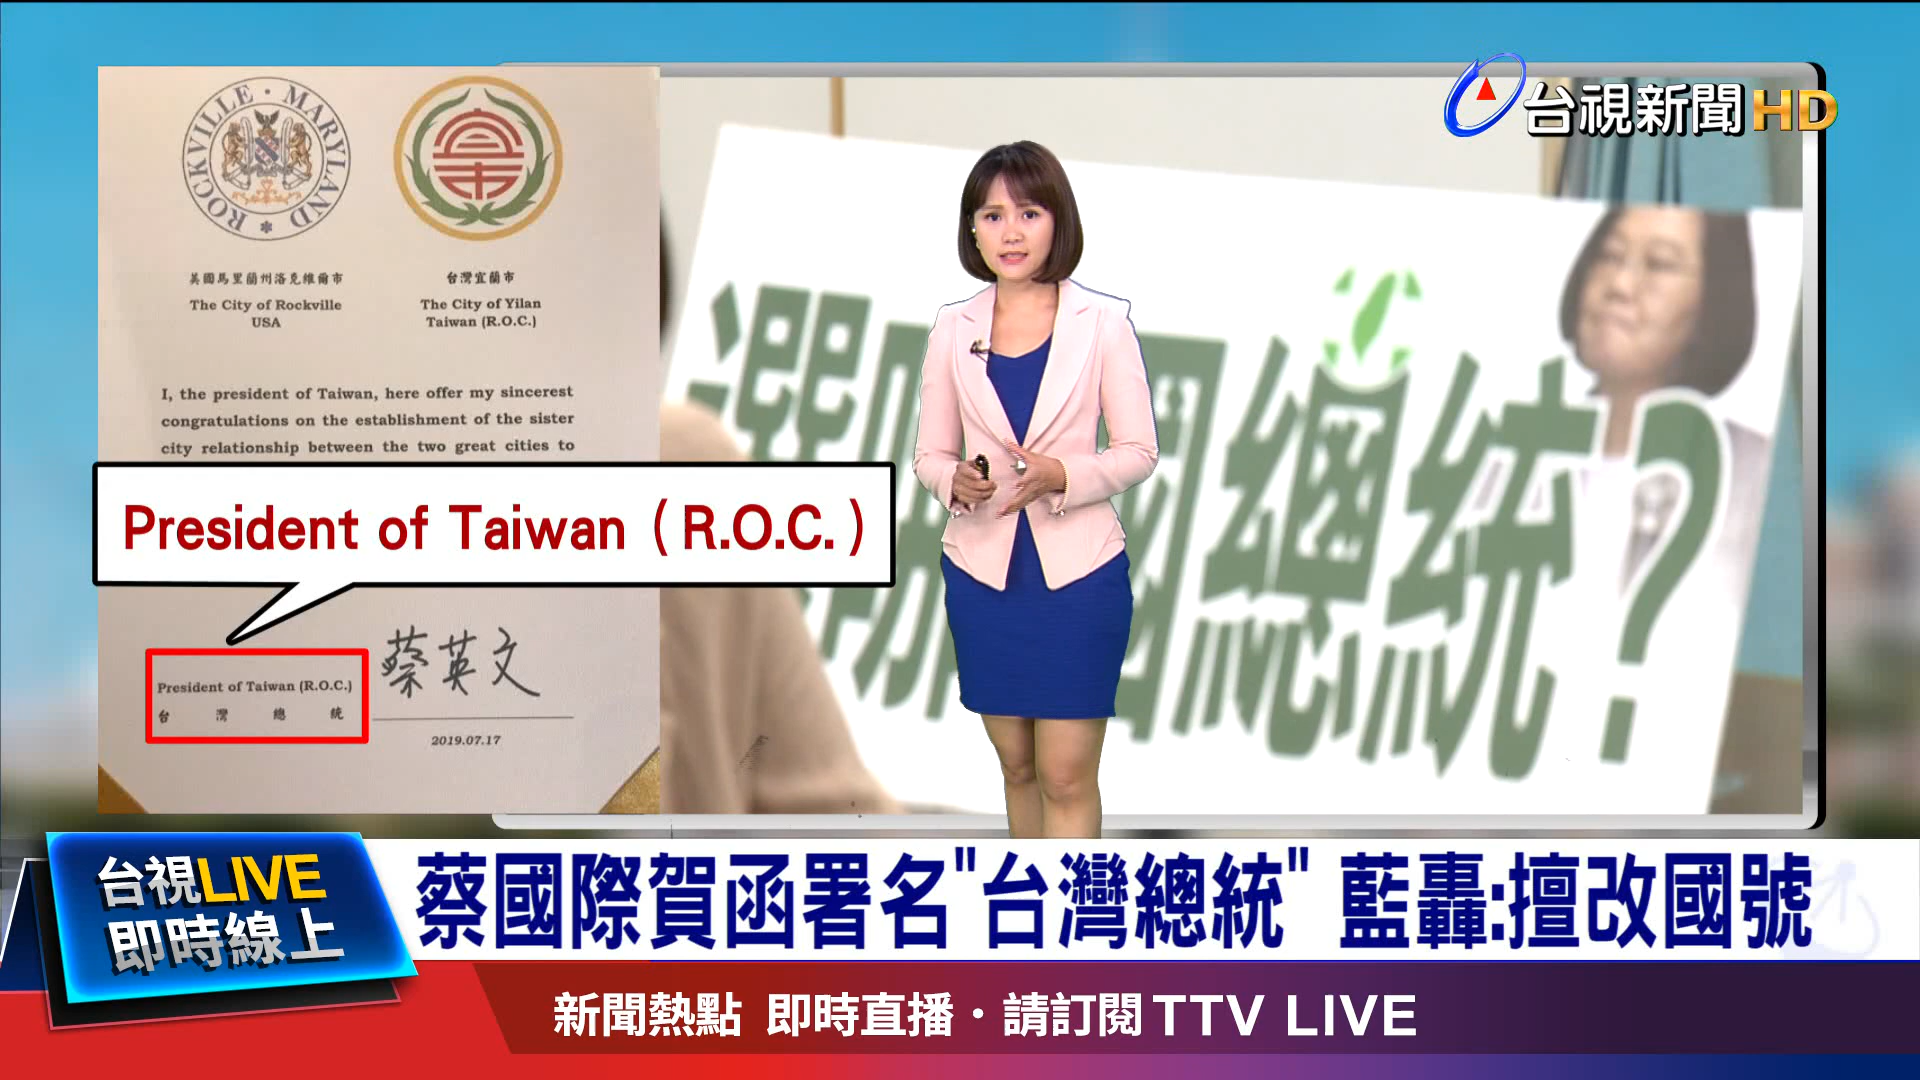 台視新聞HD
ROCKVILLE · MARYLAND
美國馬里蘭州洛克維爾市
The City of Rockville
USA
台灣宜蘭市
The City of Yilan
Taiwan (R.O.C.)
I, the president of Taiwan, here offer my sincerest
congratulations on the establishment of the sister
city relationship between the two great cities to
President of Taiwan (R.O.C.)
President of Taiwan (R.O.C.)
台灣總統
蔡英文
2019.07.17
選 國總統?
台視LIVE
即時線上
蔡國際賀函署名"台灣總統" 藍轟:擅改國號
新聞熱點 即時直播·請訂閱TTV LIVE